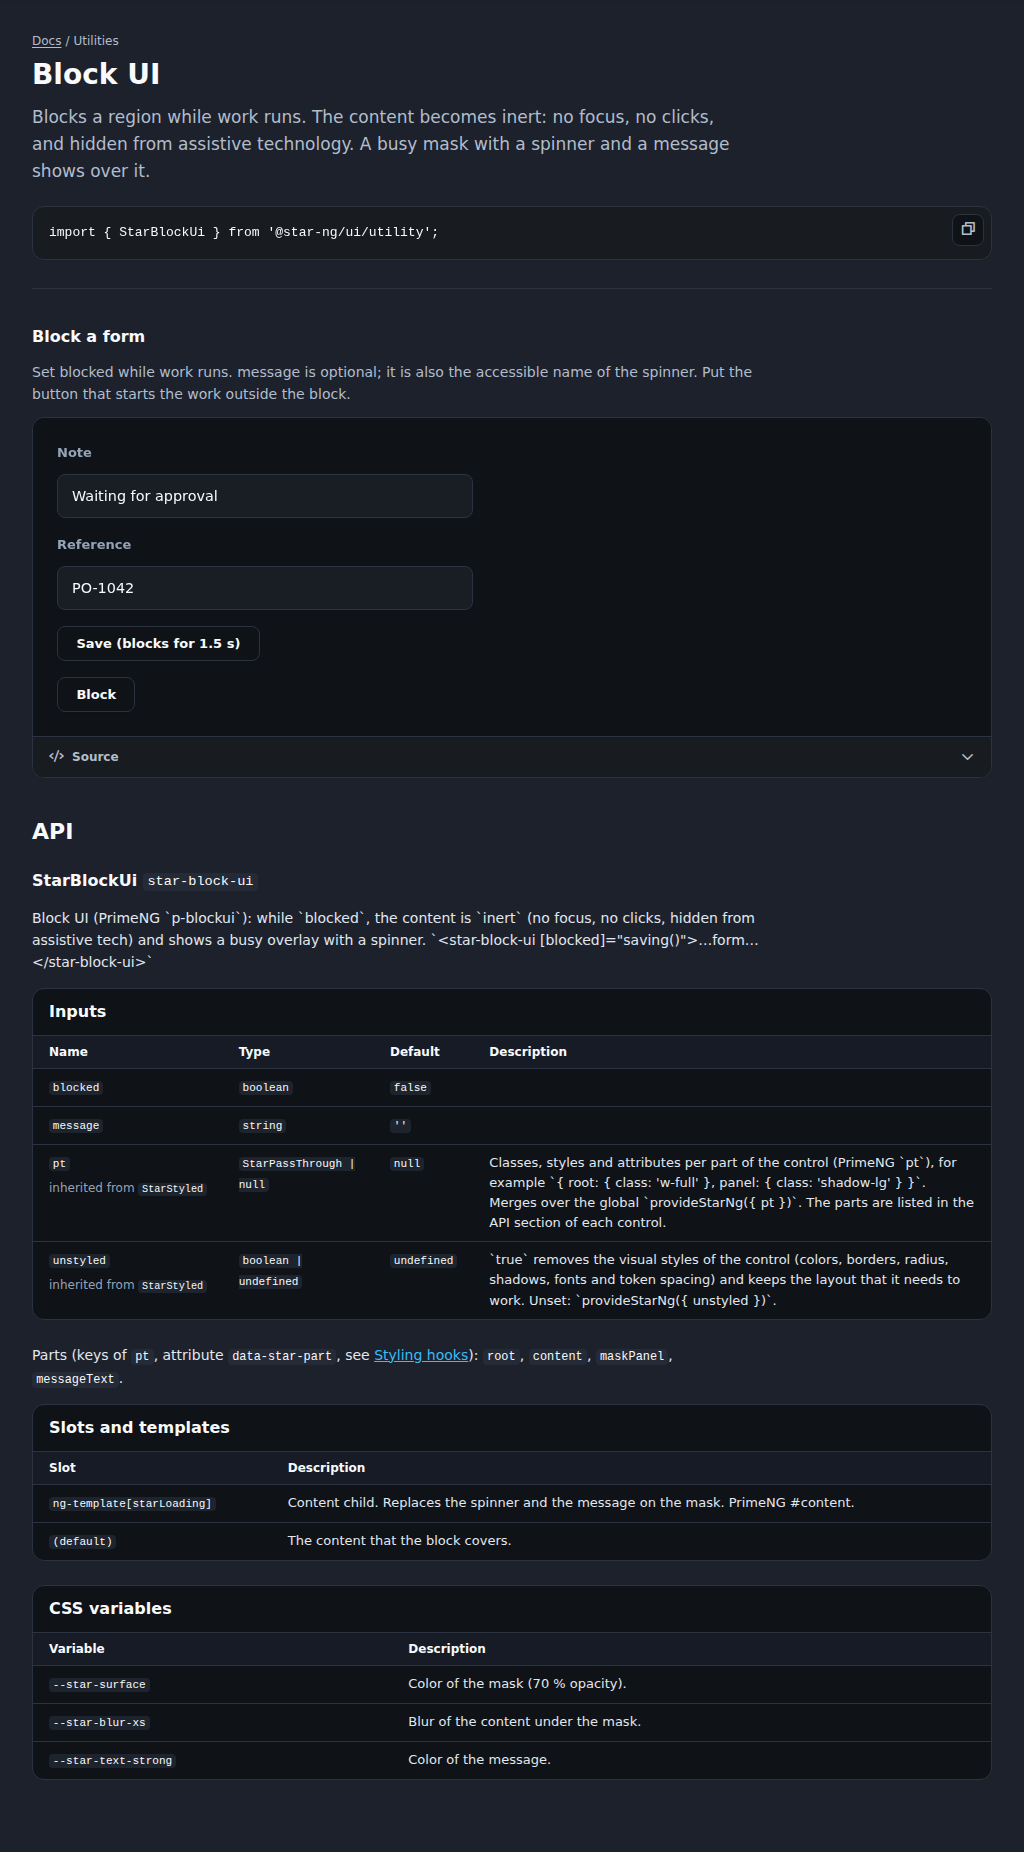 Docs / Utilities
Block UI
Blocks a region while work runs. The content becomes inert: no focus, no clicks,
and hidden from assistive technology. A busy mask with a spinner and a message
shows over it.
import { StarBlockUi } from '@star-ng/ui/utility';
Block a form
Set blocked while work runs. message is optional; it is also the accessible name of the spinner. Put the
button that starts the work outside the block.
Note
Waiting for approval
Reference
PO-1042
Save (blocks for 1.5 s)
Block
Source
API
StarBlockUi star-block-ui
Block UI (PrimeNG `p-blockui`): while `blocked`, the content is `inert` (no focus, no clicks, hidden from
assistive tech) and shows a busy overlay with a spinner. `<star-block-ui [blocked]="saving()">…form…
</star-block-ui>`
Inputs
Name Type Default Description
blocked boolean false
message string ''
pt StarPassThrough | null Classes, styles and attributes per part of the control (PrimeNG `pt`), for
inherited from StarStyled null example `{ root: { class: 'w-full' }, panel: { class: 'shadow-lg' } }`.
Merges over the global `provideStarNg({ pt })`. The parts are listed in the
API section of each control.
unstyled boolean | undefined `true` removes the visual styles of the control (colors, borders, radius,
inherited from StarStyled undefined shadows, fonts and token spacing) and keeps the layout that it needs to
work. Unset: `provideStarNg({ unstyled })`.
Parts (keys of pt, attribute data-star-part, see Styling hooks): root, content, maskPanel,
messageText.
Slots and templates
Slot Description
ng-template[starLoading] Content child. Replaces the spinner and the message on the mask. PrimeNG #content.
(default) The content that the block covers.
CSS variables
Variable Description
--star-surface Color of the mask (70 % opacity).
--star-blur-xs Blur of the content under the mask.
--star-text-strong Color of the message.